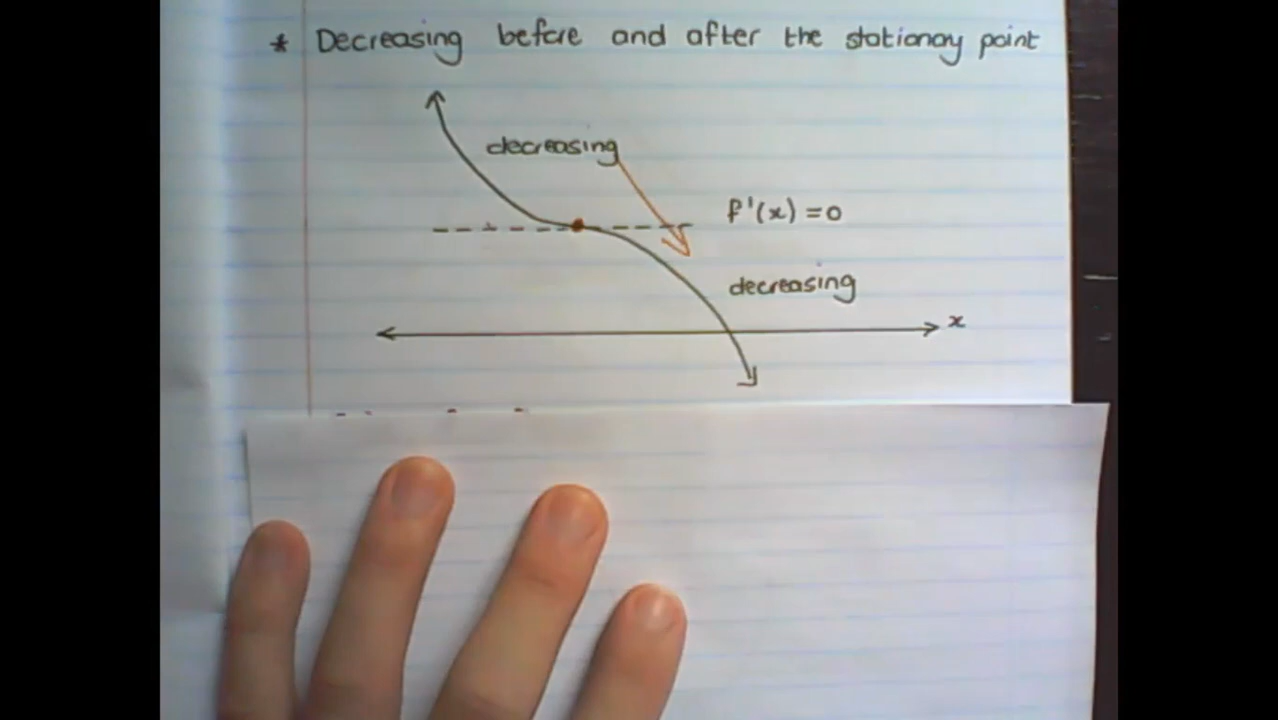 * Decreasing before and after the stationary point
decreasing
f'(x) = 0
decreasing
x